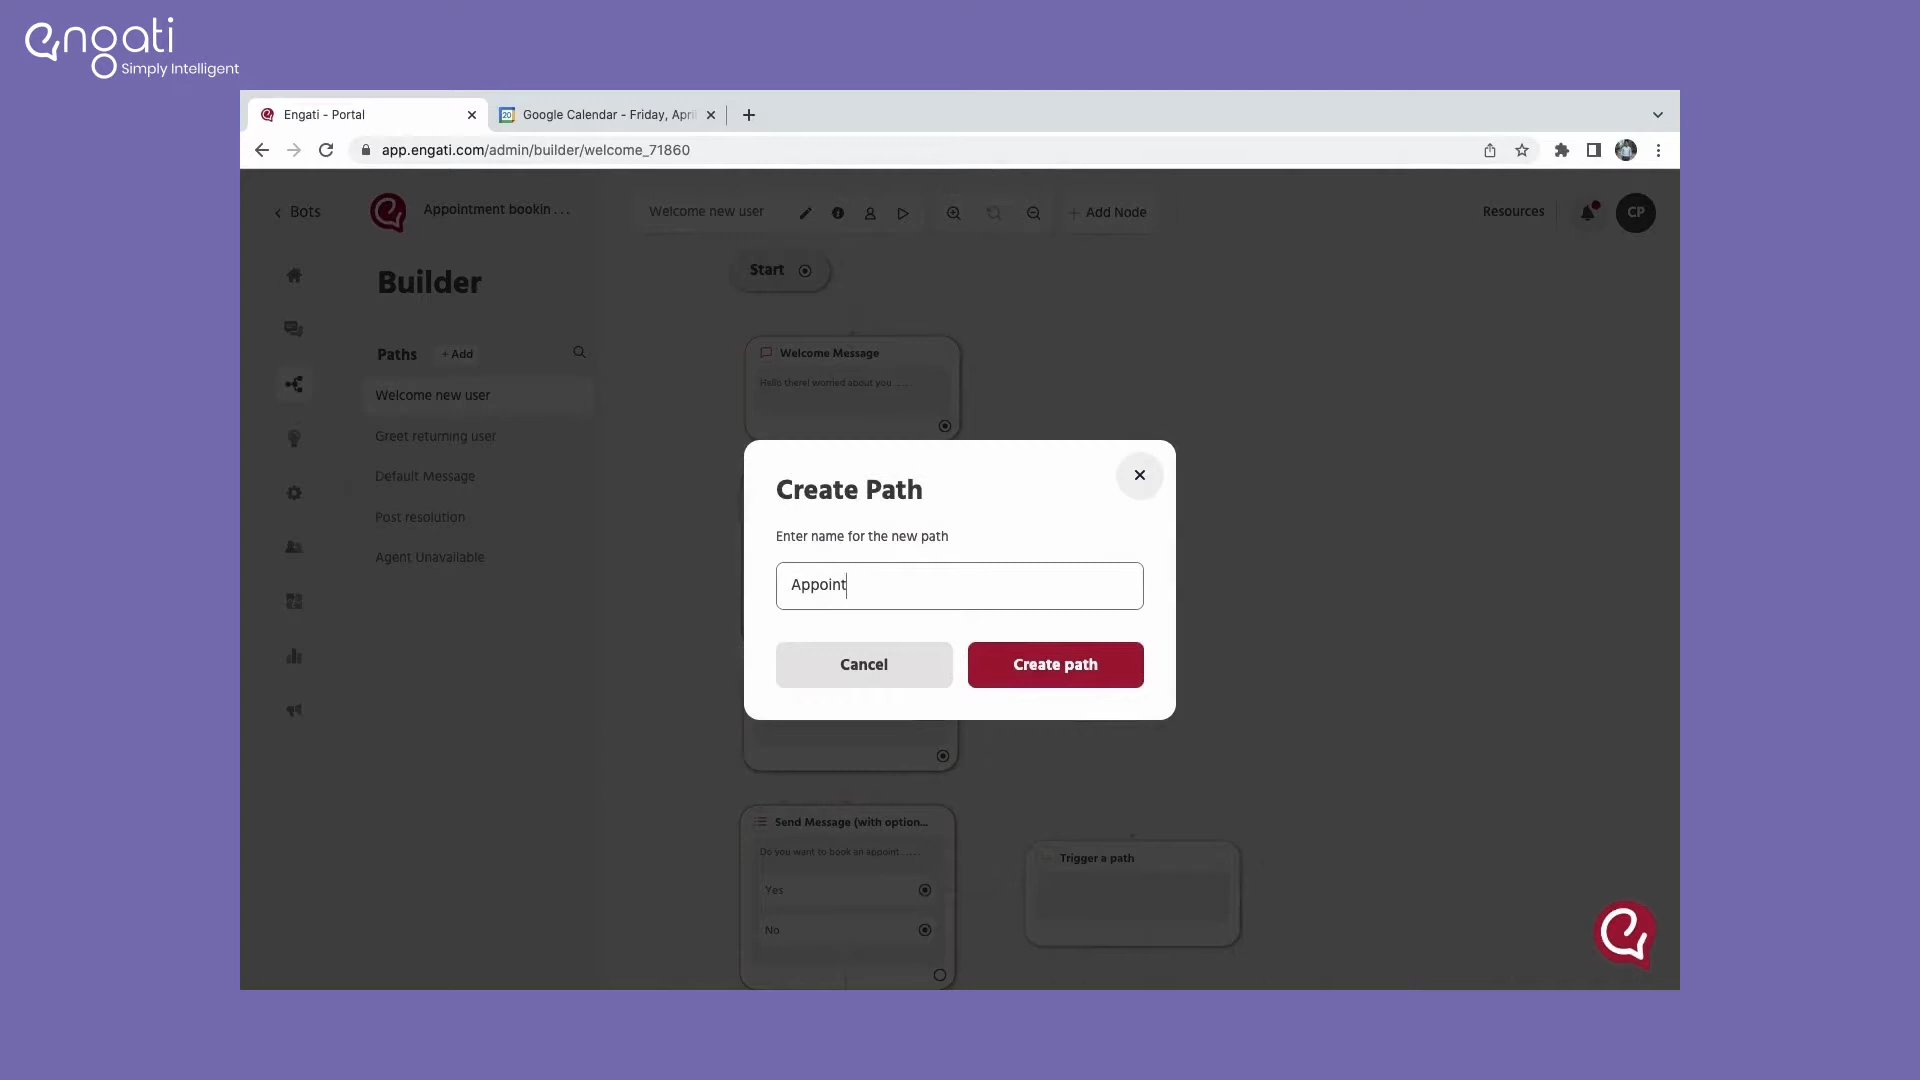 engati
Simply Intelligent
Engati - Portal
Google Calendar - Friday, April
app.engati.com/admin/builder/welcome_71860
Bots
Appointment bookin . . .
Welcome new user
+ Add Node
Resources
CP
Builder
Start
Paths
+ Add
Welcome new user
Greet returning user
Default Message
Post resolution
Agent Unavailable
Welcome Message
Hello there! worried about you ......
Create Path
Enter name for the new path
Appoint
Cancel
Create path
Send Message (with option...
Do you want to book an appoint ......
Yes
No
Trigger a path